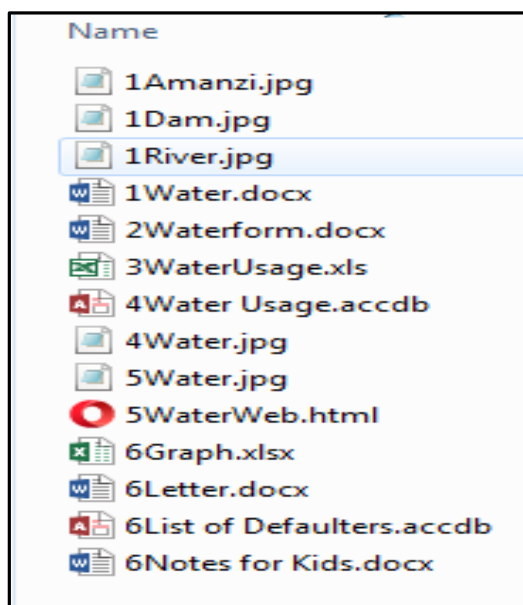 Name
1Amanzi.jpg
1Dam.jpg
1River.jpg
1Water.docx
2Waterform.docx
3WaterUsage.xls
4Water Usage.accdb
4Water.jpg
5Water.jpg
5WaterWeb.html
6Graph.xlsx
6Letter.docx
6List of Defaulters.accdb
6Notes for Kids.docx